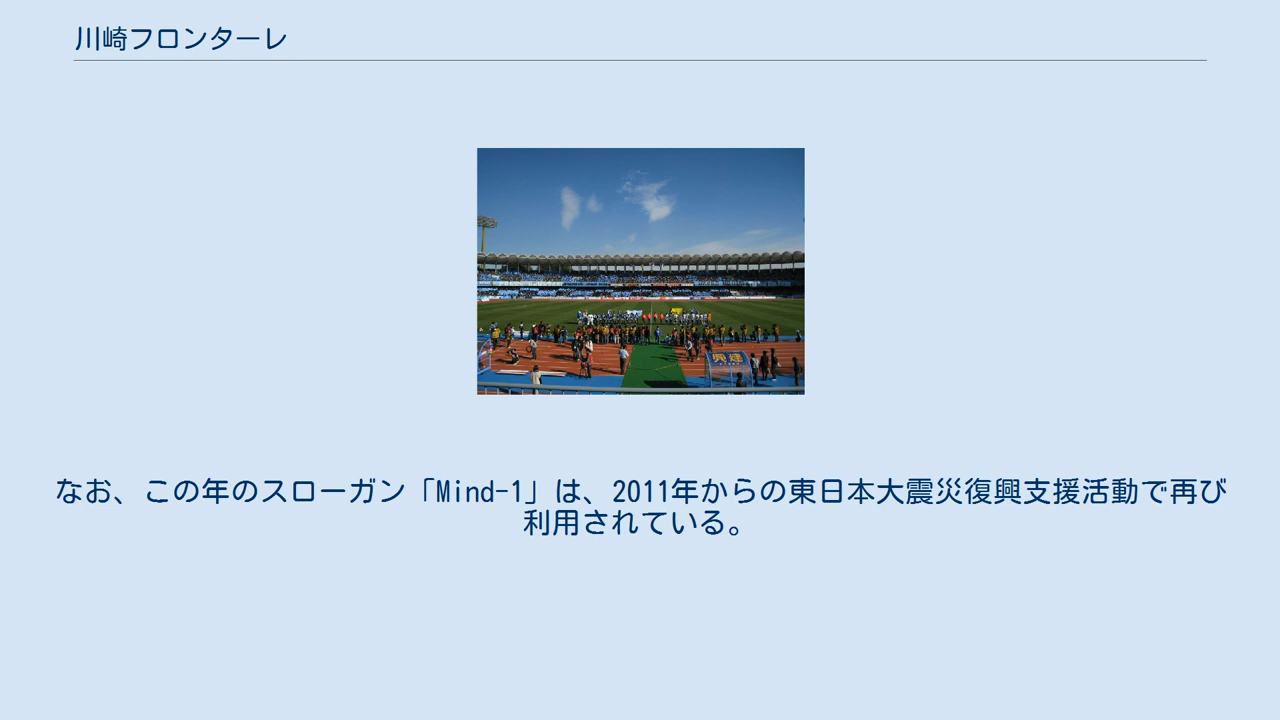 川崎フロンターレ
なお、この年のスローガン「Mind-1」は、2011年からの東日本大震災復興支援活動で再び
利用されている。